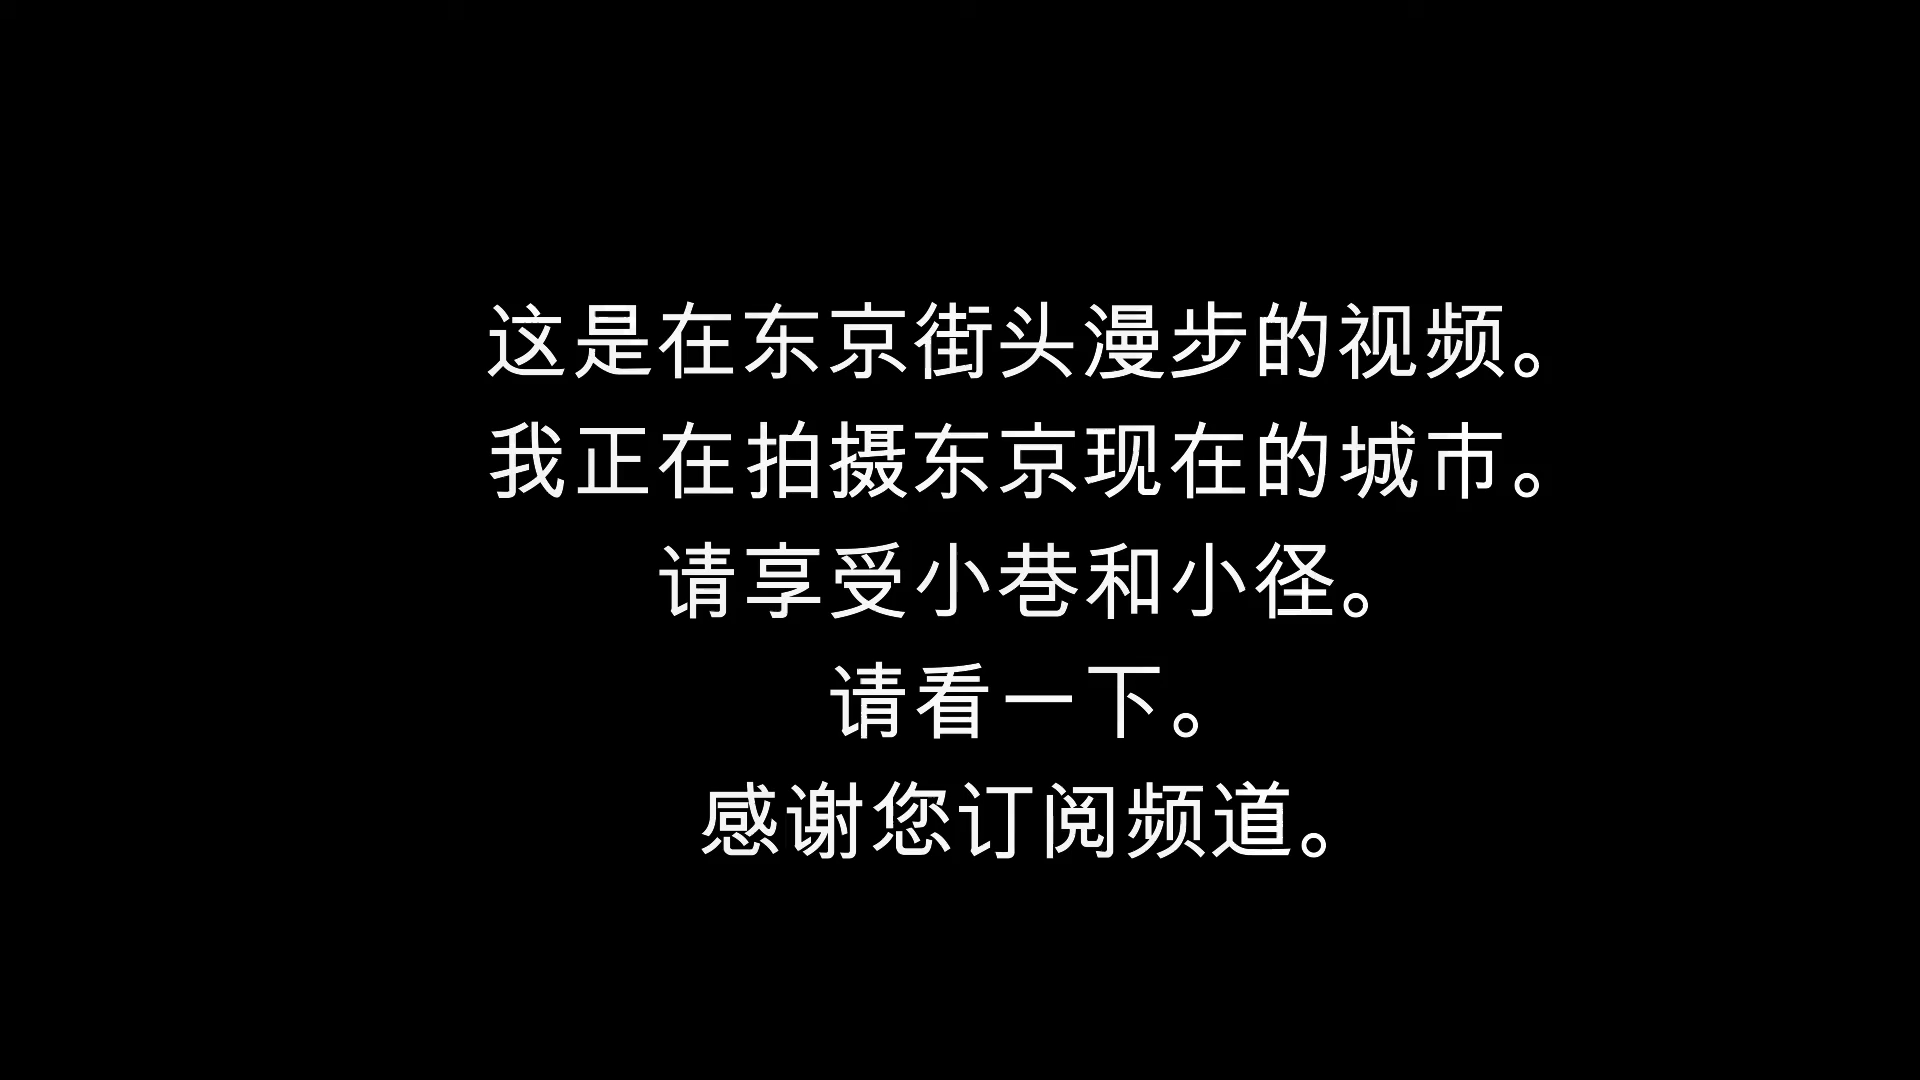 这是在东京街头漫步的视频。
我正在拍摄东京现在的城市。
请享受小巷和小径。
请看一下。
感谢您订阅频道。